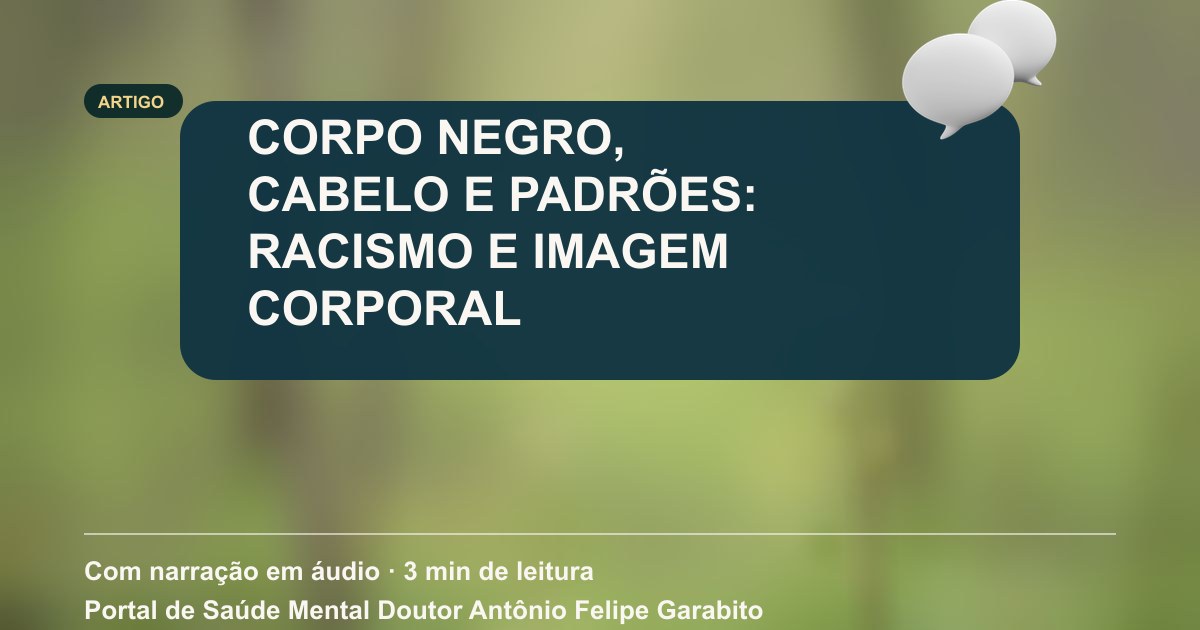 ARTIGO
CORPO NEGRO,
CABELO E PADRÕES:
RACISMO E IMAGEM
CORPORAL
Com narração em áudio · 3 min de leitura
Portal de Saúde Mental Doutor Antônio Felipe Garabito